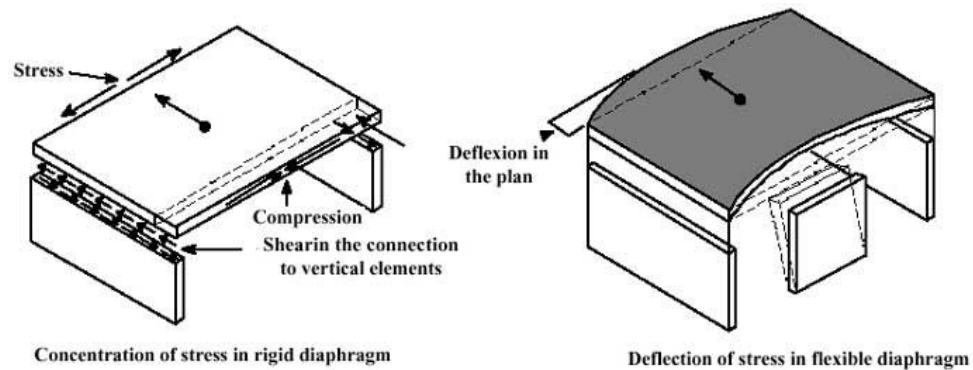 Stress
Compression
Shearin the connection
to vertical elements
Concentration of stress in rigid diaphragm
Deflexion in
the plan
Deflection of stress in flexible diaphragm